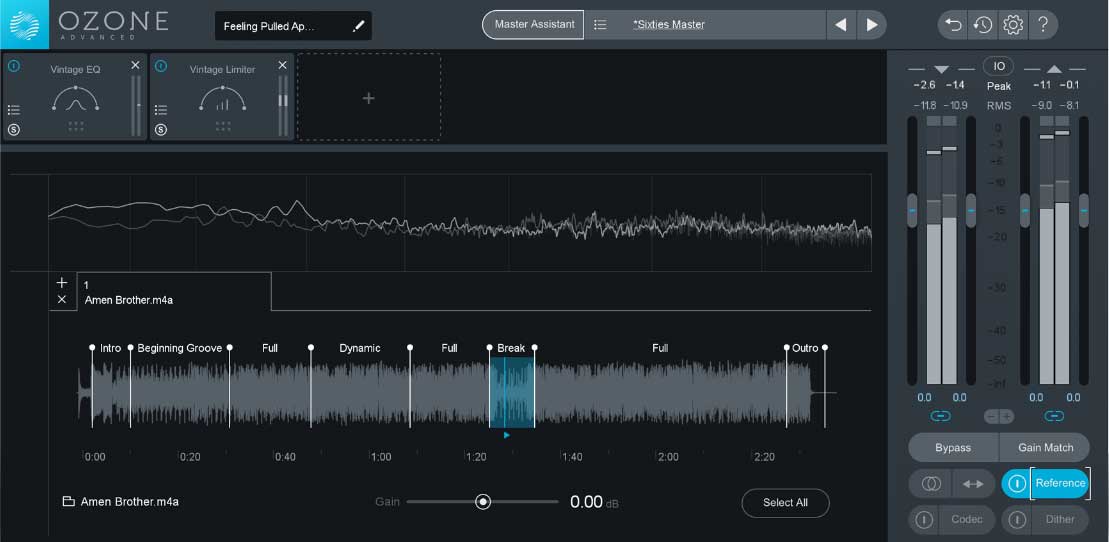 OZONE
ADVANCED
Feeling Pulled Ap...
Master Assistant
*Sixties Master
?
Vintage EQ
Vintage Limiter
S
S
+
IO
-2.6 -1.4 Peak -1.1 -0.1
-11.8 -10.9 RMS -9.0 -8.1
0
-3
-6
-10
-15
-20
-30
-40
-50
-inf
0.0 0.0 0.0 0.0
Bypass
Gain Match
Reference
Codec
Dither
1
Amen Brother.m4a
Intro
Beginning Groove
Full
Dynamic
Full
Break
Full
Outro
0:00 0:20 0:40 1:00 1:20 1:40 2:00 2:20
Amen Brother.m4a
Gain
0.00 dB
Select All